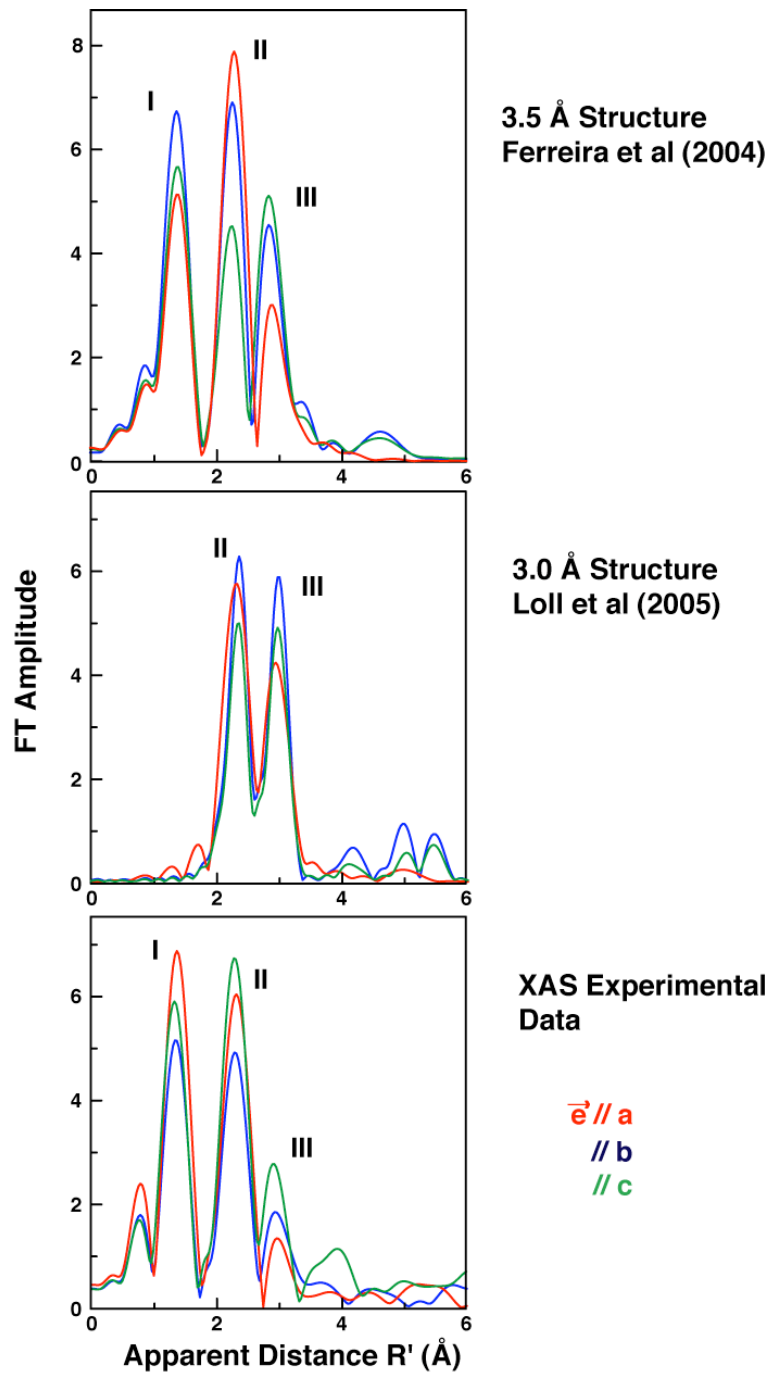 8
6
4
2
0
0
2
4
6
I
II
III
3.5 Å Structure
Ferreira et al (2004)
6
4
2
0
0
2
4
6
II
III
3.0 Å Structure
Loll et al (2005)
FT Amplitude
6
4
2
0
0
2
4
6
I
II
III
XAS Experimental
Data
e // a
// b
// c
Apparent Distance R' (Å)